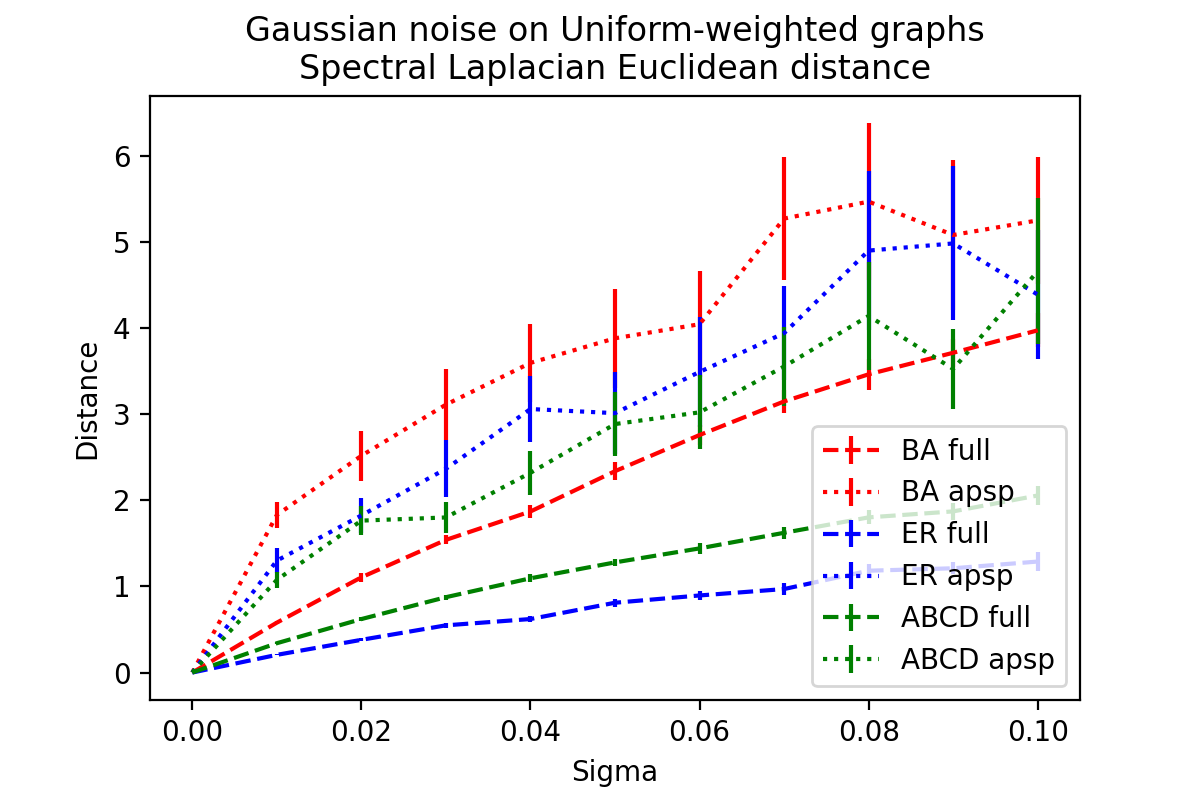 Gaussian noise on Uniform-weighted graphs
Spectral Laplacian Euclidean distance
6
5
4
3
2
1
0
Distance
BA full
BA apsp
ER full
ER apsp
ABCD full
ABCD apsp
0.00 0.02 0.04 0.06 0.08 0.10
Sigma